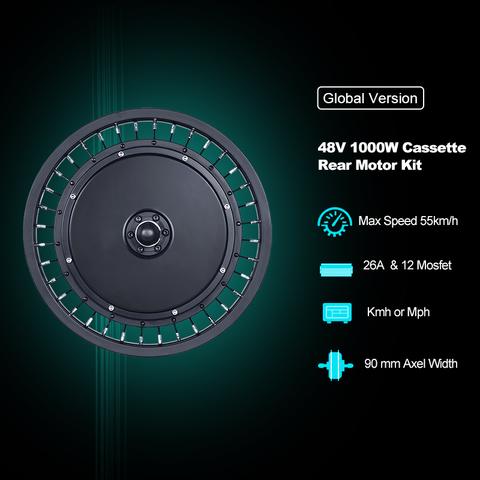 Global Version
48V 1000W Cassette
Rear Motor Kit
Max Speed 55km/h
26A & 12 Mosfet
Kmh or Mph
90 mm Axel Width